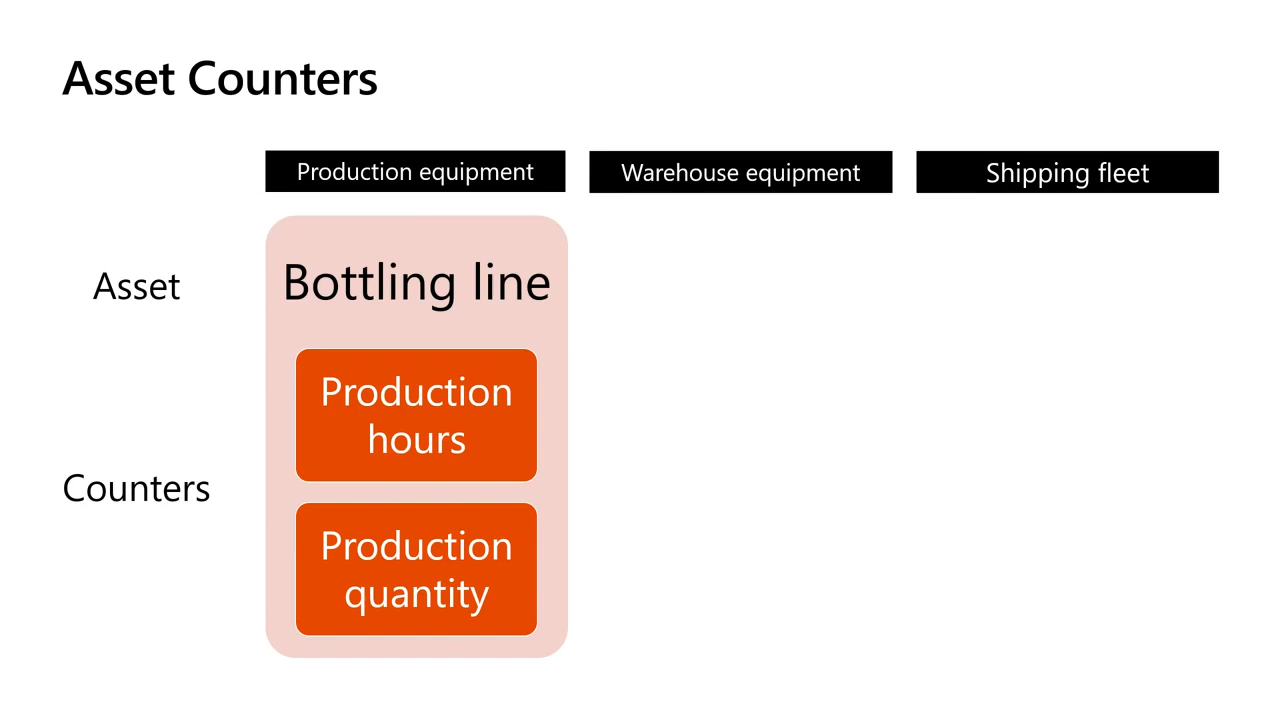 Asset Counters
Production equipment
Warehouse equipment
Shipping fleet
Asset
Bottling line
Counters
Production
hours
Production
quantity